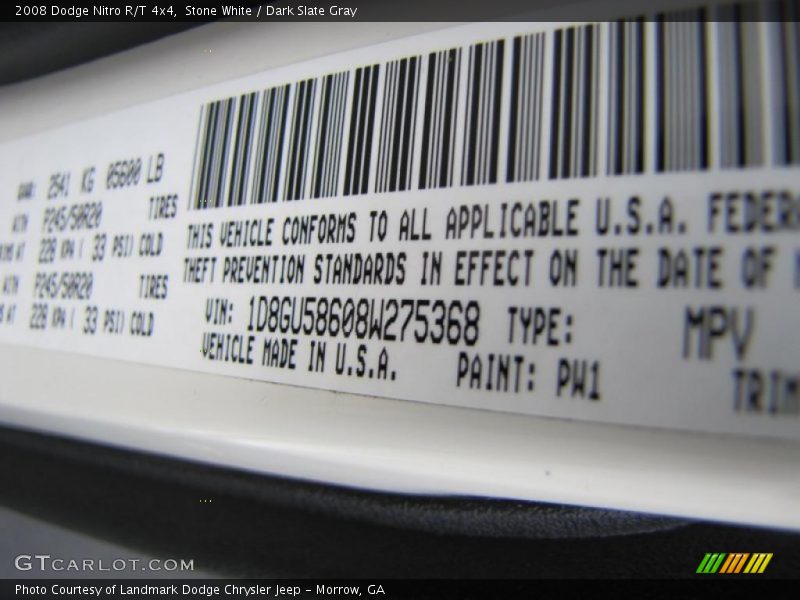 2008 Dodge Nitro R/T 4x4, Stone White / Dark Slate Gray
2541 KG 05600 LB
P245/50R20 TIRES
228 KPA ( 33 PSI) COLD
P245/50R20 TIRES
228 KPA ( 33 PSI) COLD
THIS VEHICLE CONFORMS TO ALL APPLICABLE U.S.A. FEDER
THEFT PREVENTION STANDARDS IN EFFECT ON THE DATE OF
VIN: 1D8GU58608W275368 TYPE: MPV
VEHICLE MADE IN U.S.A. PAINT: PW1
TRIM
GTCARLOT.COM
Photo Courtesy of Landmark Dodge Chrysler Jeep – Morrow, GA